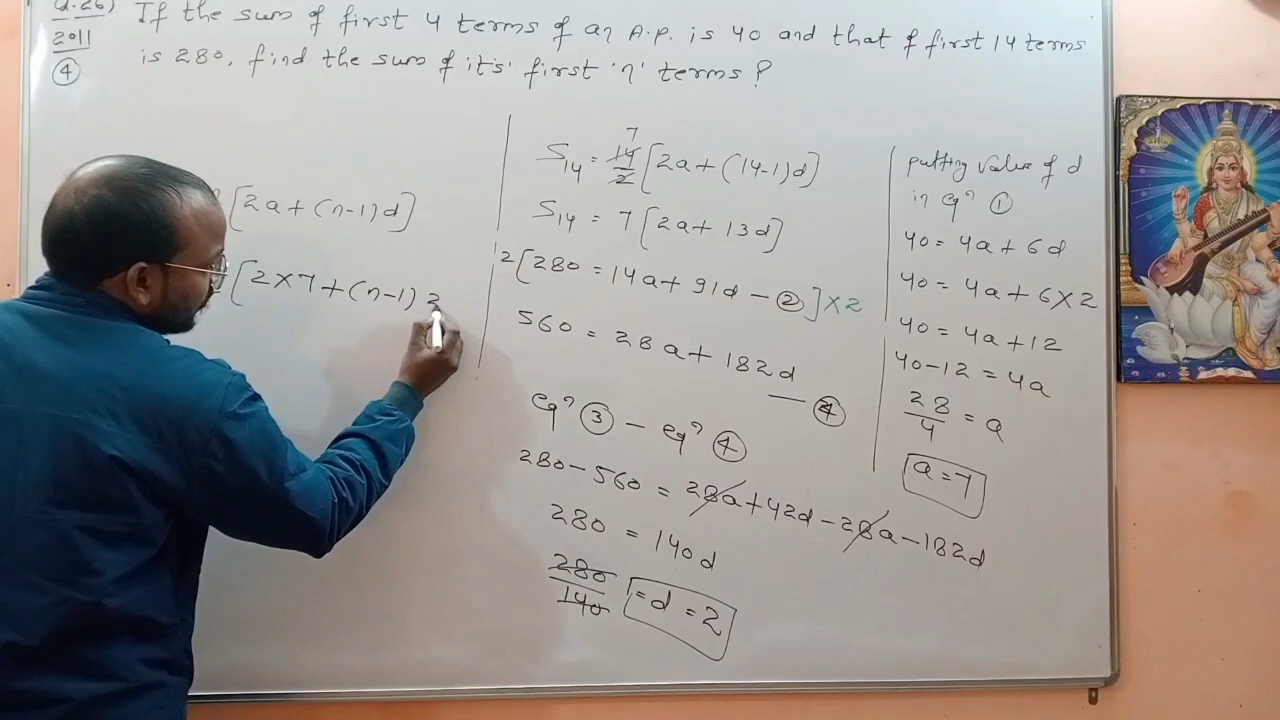 Q.26) If the sum of first 4 terms of an A.P. is 40 and that of first 14 terms
2011
④ is 280, find the sum of it's first 'n' terms?
[2a+(n-1)d]
[2×7+(n-1)2
S₁₄ = 14/2 [2a+(14-1)d]
7
S₁₄ = 7[2a+13d]
2[280 = 14a+91d — ②]×2
560 = 28a+182d
— ④
eqⁿ ③ — eqⁿ ④
280-560 = 28a+42d-28a-182d
280 = 140d
280/140 = d = 2
putting value of d
in eqⁿ ①
40 = 4a+6d
40 = 4a+6×2
40 = 4a+12
40-12 = 4a
28/4 = a
a=7